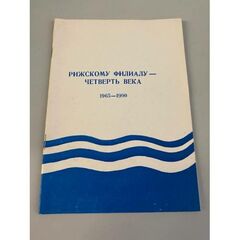 РИЖСКОМУ ФИЛИАЛУ —
ЧЕТВЕРТЬ ВЕКА
1965—1990